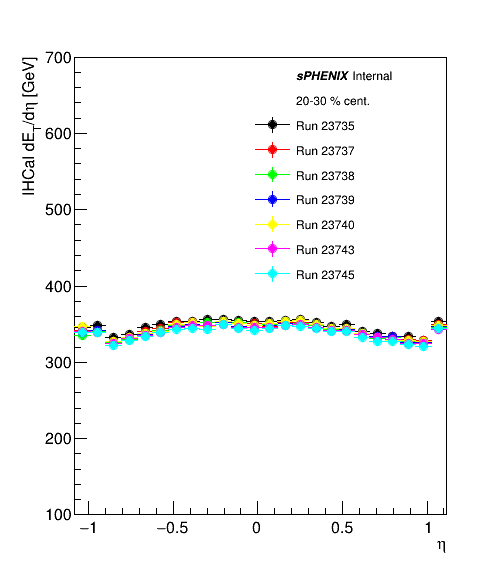 sPHENIX Internal
20-30 % cent.
Run 23735
Run 23737
Run 23738
Run 23739
Run 23740
Run 23743
Run 23745
IHCal dE_T/dη [GeV]
700
600
500
400
300
200
100
−1 −0.5 0 0.5 1
η